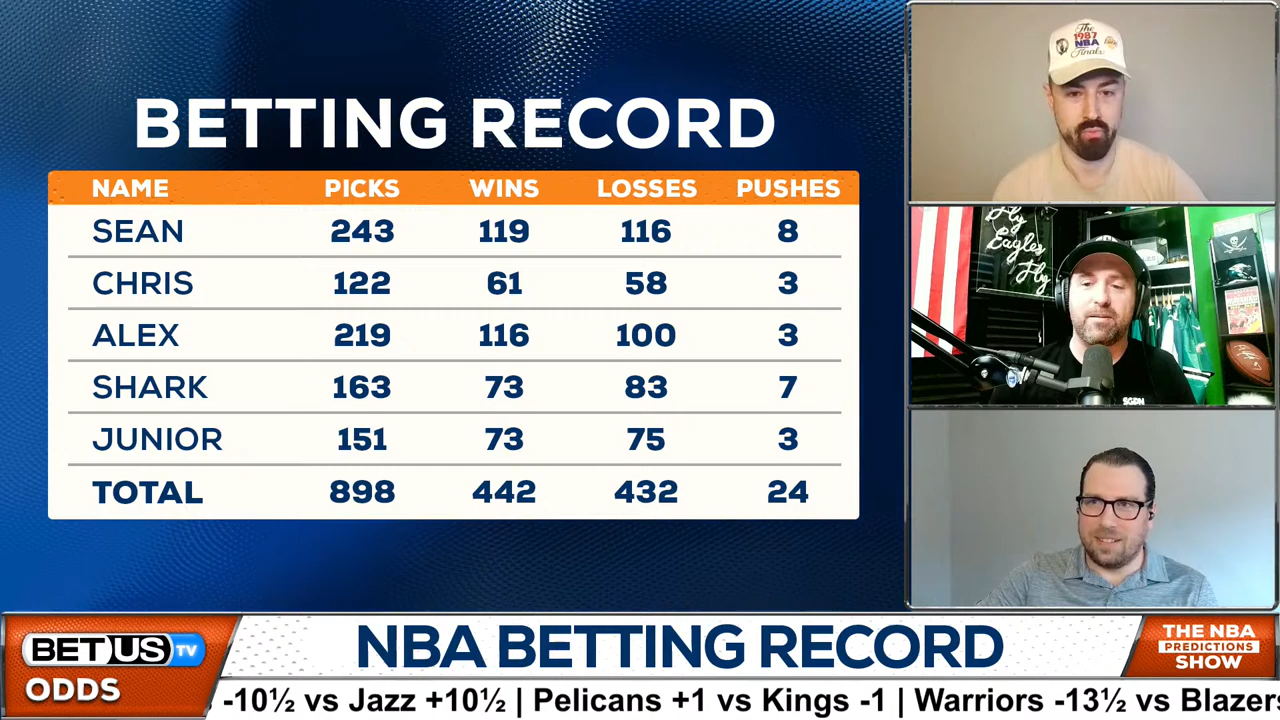 BETTING RECORD
NAME PICKS WINS LOSSES PUSHES
SEAN 243 119 116 8
CHRIS 122 61 58 3
ALEX 219 116 100 3
SHARK 163 73 83 7
JUNIOR 151 73 75 3
TOTAL 898 442 432 24
The
1987
NBA
Finals
Fly
Eagles
Fly
SGPN
BETUS TV
ODDS
NBA BETTING RECORD
THE NBA
PREDICTIONS
SHOW
-10½ vs Jazz +10½ | Pelicans +1 vs Kings -1 | Warriors -13½ vs Blazers